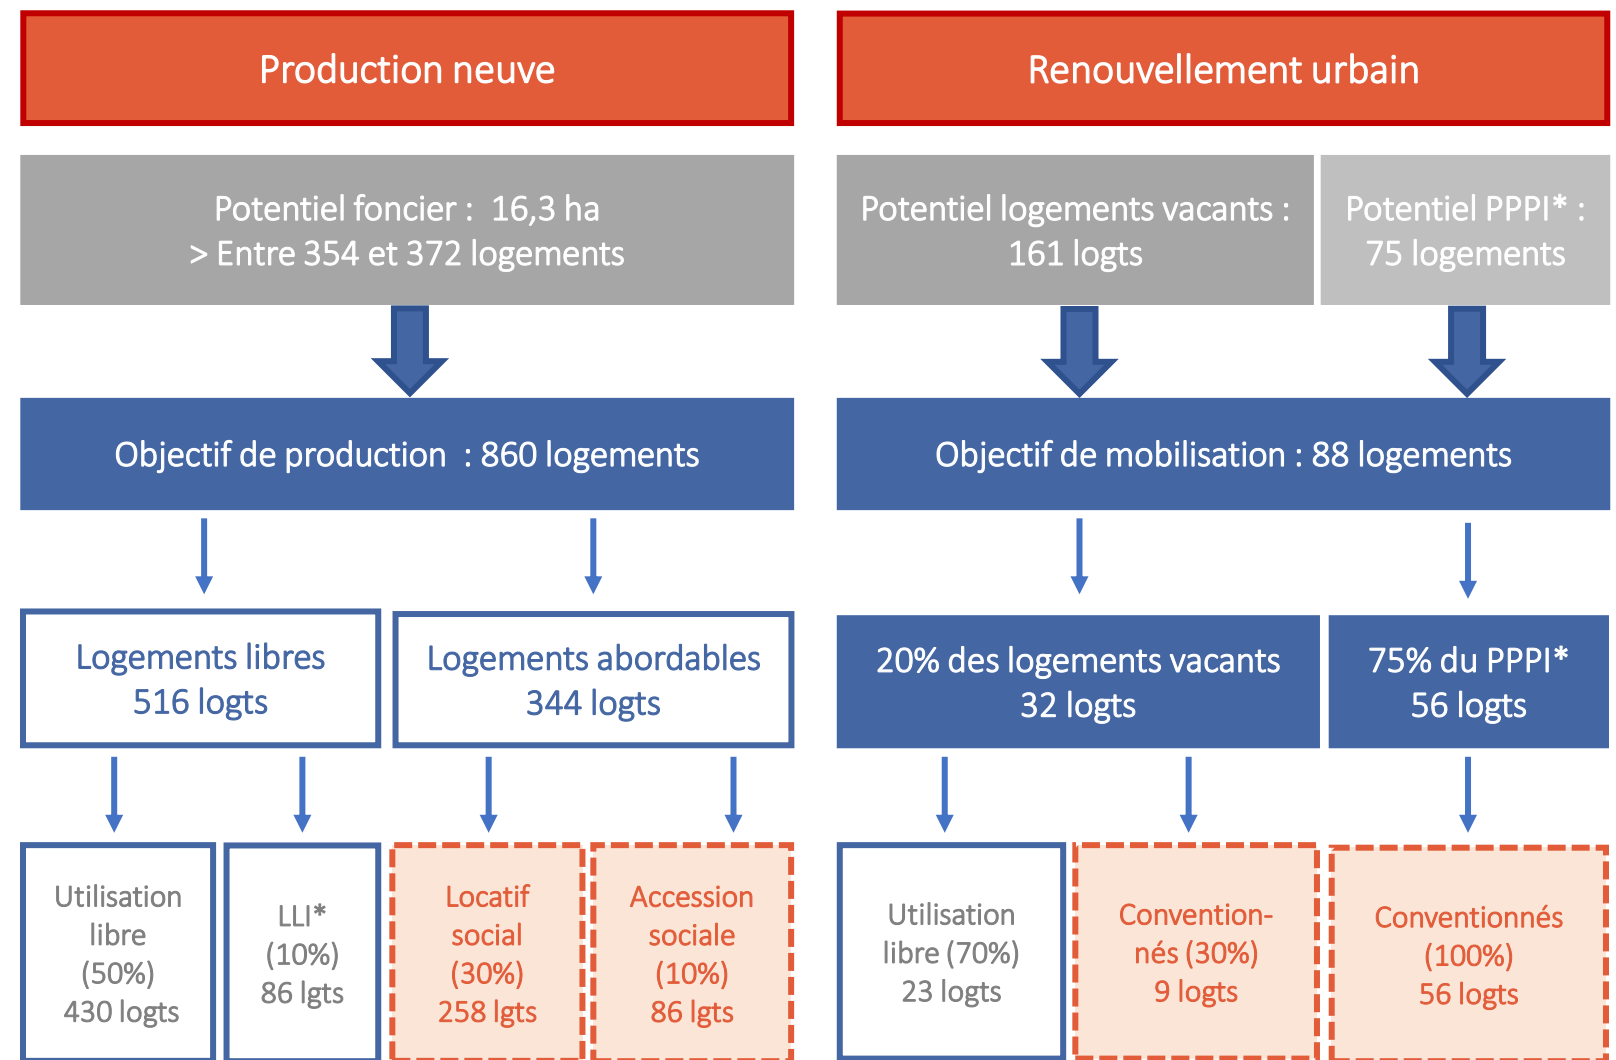 Production neuve
Potentiel foncier :  16,3 ha
> Entre 354 et 372 logements
Objectif de production  : 860 logements
Logements libres
516 logts
Logements abordables
344 logts
Utilisation
libre
(50%)
430 logts
LLI*
(10%)
86 lgts
Locatif
social
(30%)
258 lgts
Accession
sociale
(10%)
86 lgts
Renouvellement urbain
Potentiel logements vacants :
161 logts
Potentiel PPPI* :
75 logements
Objectif de mobilisation : 88 logements
20% des logements vacants
32 logts
75% du PPPI*
56 logts
Utilisation
libre (70%)
23 logts
Convention-
nés (30%)
9 logts
Conventionnés
(100%)
56 logts